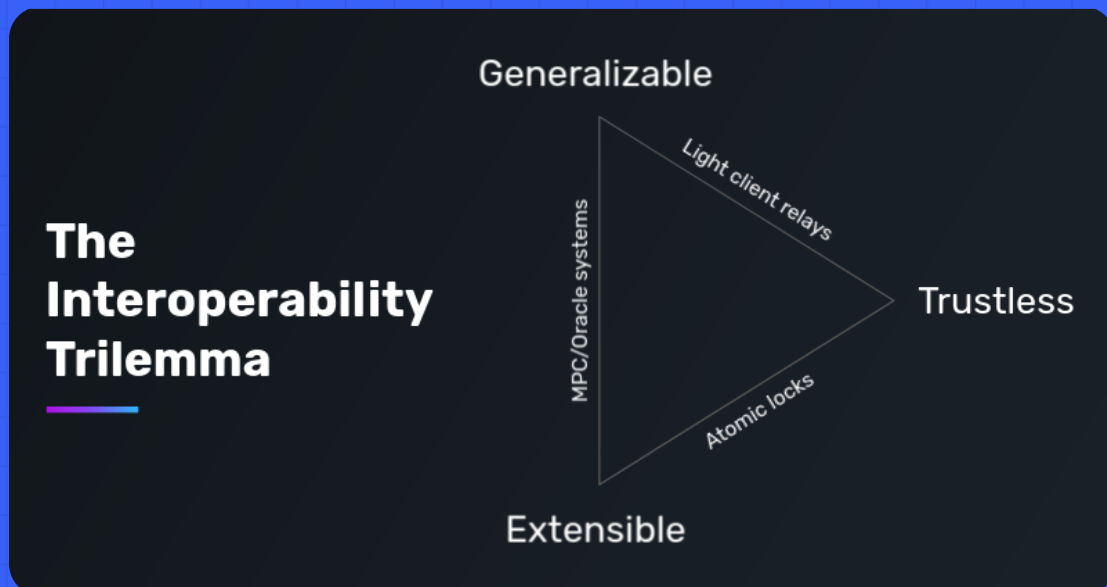 The
Interoperability
Trilemma
Generalizable
Light client relays
MPC/Oracle systems
Trustless
Atomic locks
Extensible